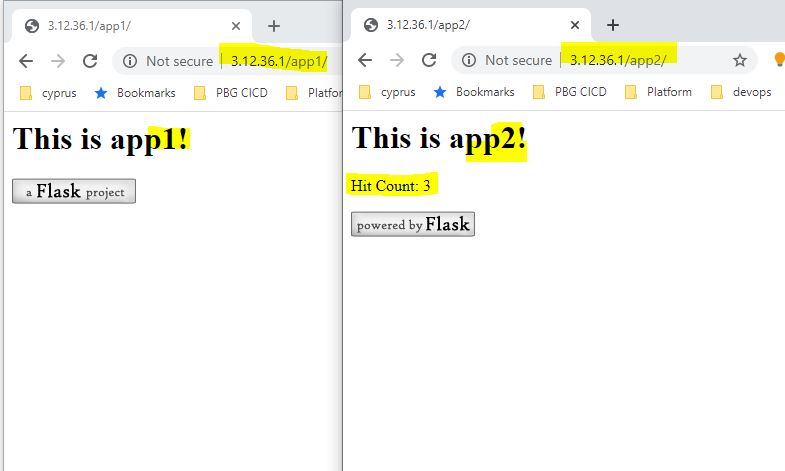 3.12.36.1/app1/
Not secure | 3.12.36.1/app1/
cyprus Bookmarks PBG CICD Platfor
This is app1!
a Flask project
3.12.36.1/app2/
Not secure | 3.12.36.1/app2/
cyprus Bookmarks PBG CICD Platform devops
This is app2!
Hit Count: 3
powered by Flask